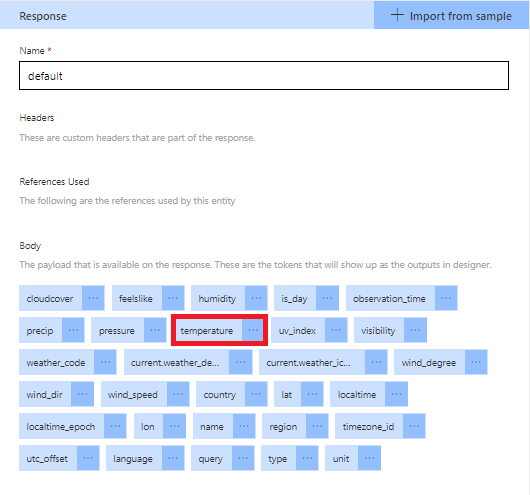 Response + Import from sample
Name *
default
Headers
These are custom headers that are part of the response.
References Used
The following are the references used by this entity
Body
The payload that is available on the response. These are the tokens that will show up as the outputs in designer.
cloudcover ... feelslike ... humidity ... is_day ... observation_time ...
precip ... pressure ... temperature ... uv_index ... visibility ...
weather_code ... current.weather_de... ... current.weather_ic... ... wind_degree ...
wind_dir ... wind_speed ... country ... lat ... localtime ...
localtime_epoch ... lon ... name ... region ... timezone_id ...
utc_offset ... language ... query ... type ... unit ...